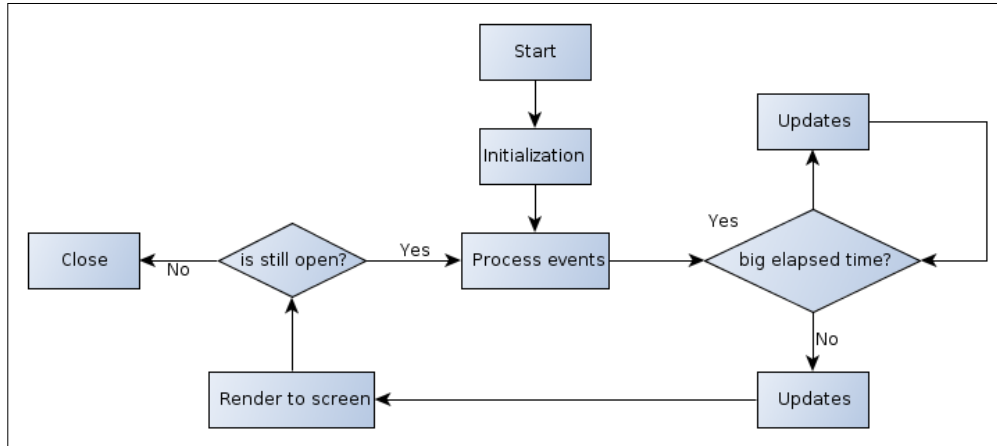 Start
Updates
Initialization
Yes
Close
No
is still open?
Yes
Process events
big elapsed time?
No
Render to screen
Updates